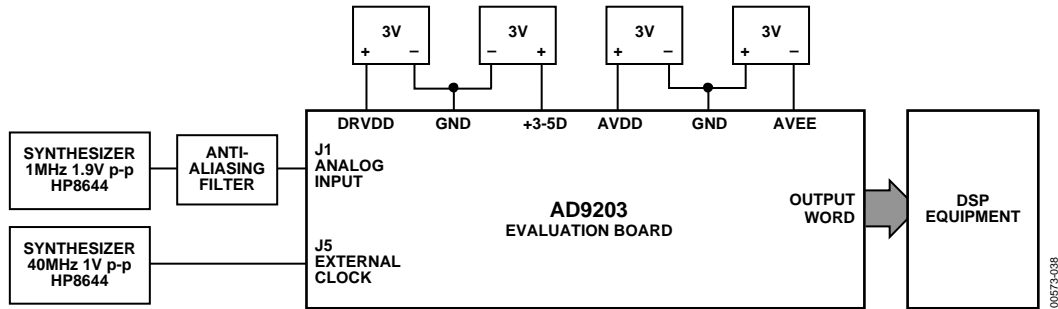 3V
3V
3V
3V
+ –
– +
+ –
+ –
DRVDD
GND
+3-5D
AVDD
GND
AVEE
SYNTHESIZER
1MHz 1.9V p-p
HP8644
ANTI-
ALIASING
FILTER
J1
ANALOG
INPUT
AD9203
EVALUATION BOARD
OUTPUT
WORD
DSP
EQUIPMENT
SYNTHESIZER
40MHz 1V p-p
HP8644
J5
EXTERNAL
CLOCK
00573-038